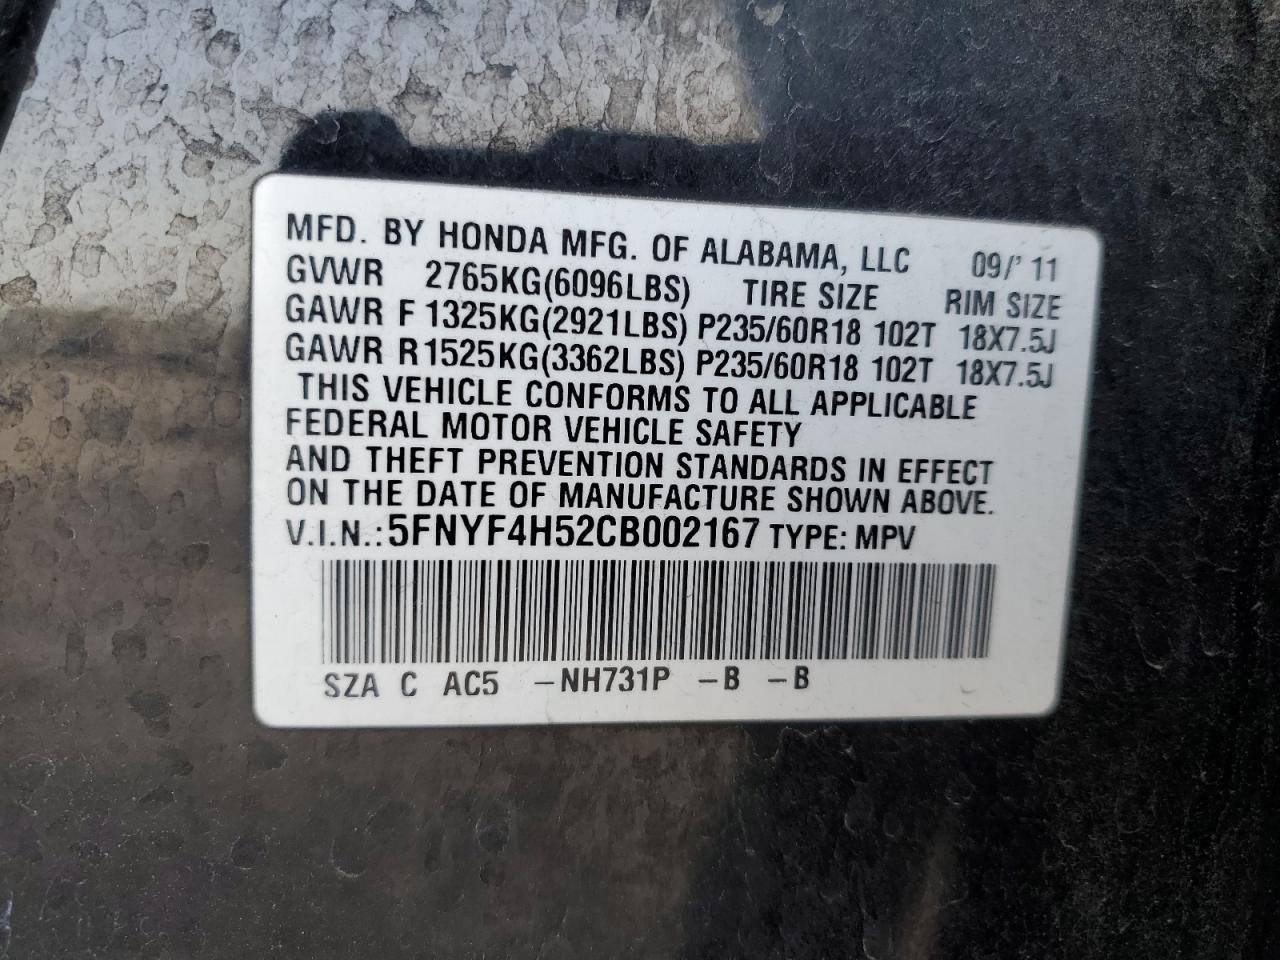 MFD. BY HONDA MFG. OF ALABAMA, LLC 09/'11
GVWR 2765KG(6096LBS) TIRE SIZE RIM SIZE
GAWR F 1325KG(2921LBS) P235/60R18 102T 18X7.5J
GAWR R1525KG(3362LBS) P235/60R18 102T 18X7.5J
THIS VEHICLE CONFORMS TO ALL APPLICABLE
FEDERAL MOTOR VEHICLE SAFETY
AND THEFT PREVENTION STANDARDS IN EFFECT
ON THE DATE OF MANUFACTURE SHOWN ABOVE.
V.I.N.:5FNYF4H52CB002167 TYPE: MPV
SZA C AC5 -NH731P -B -B